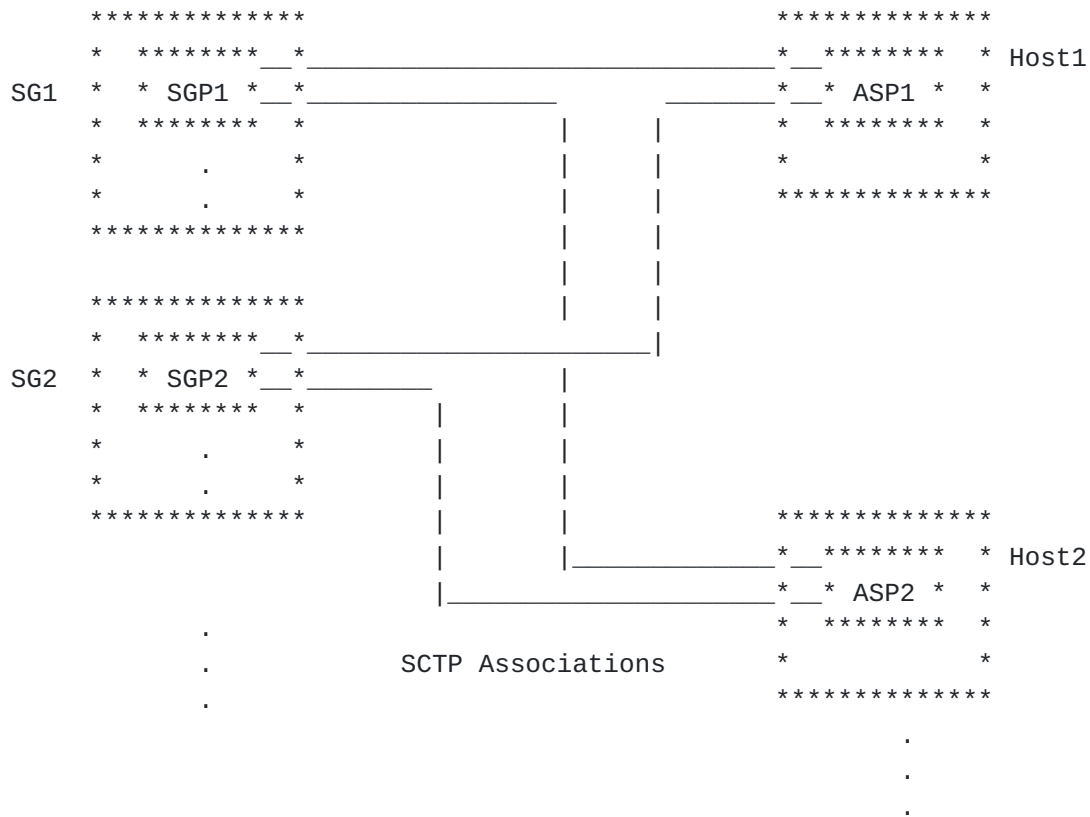 Host1
SG1 SGP1 ASP1
SG2 SGP2
Host2
ASP2
SCTP Associations